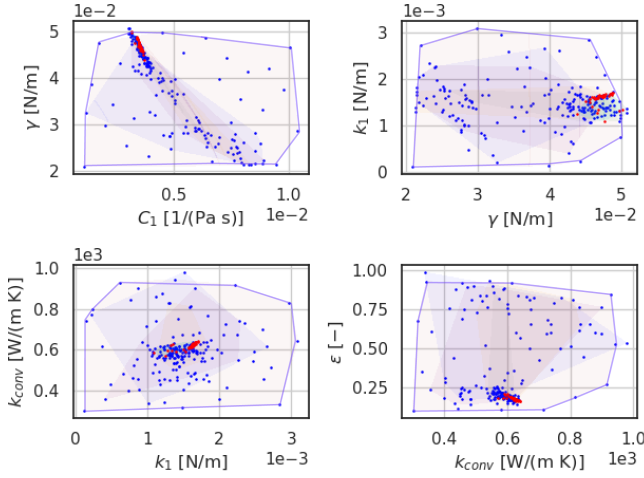 1e−2
5
4
3
2
γ [N/m]
0.5
1.0
C₁ [1/(Pa s)]
1e−2
1e−3
3
2
1
0
k₁ [N/m]
2
3
4
5
γ [N/m]
1e−2
1e3
1.0
0.8
0.6
0.4
k_conv [W/(m K)]
0
1
2
3
k₁ [N/m]
1e−3
1.00
0.75
0.50
0.25
ε [−]
0.4
0.6
0.8
1.0
k_conv [W/(m K)]
1e3